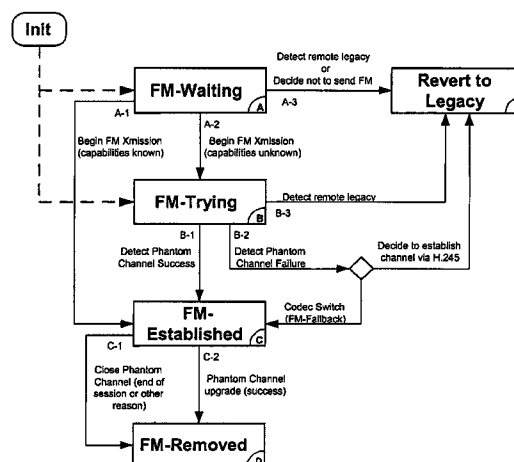 Init
Detect remote legacy
or
Decide not to send FM
FM-Waiting
A
Revert to
Legacy
A-1
A-2
A-3
Begin FM Xmission
(capabilities known)
Begin FM Xmission
(capabilities unknown)
FM-Trying
B
Detect remote legacy
B-3
B-1
B-2
Detect Phantom
Channel Success
Detect Phantom
Channel Failure
Decide to establish
channel via H.245
FM-
Established
C
Codec Switch
(FM-Fallback)
C-1
C-2
Close Phantom
Channel (end of
session or other
reason)
Phantom Channel
upgrade (success)
FM-Removed
D